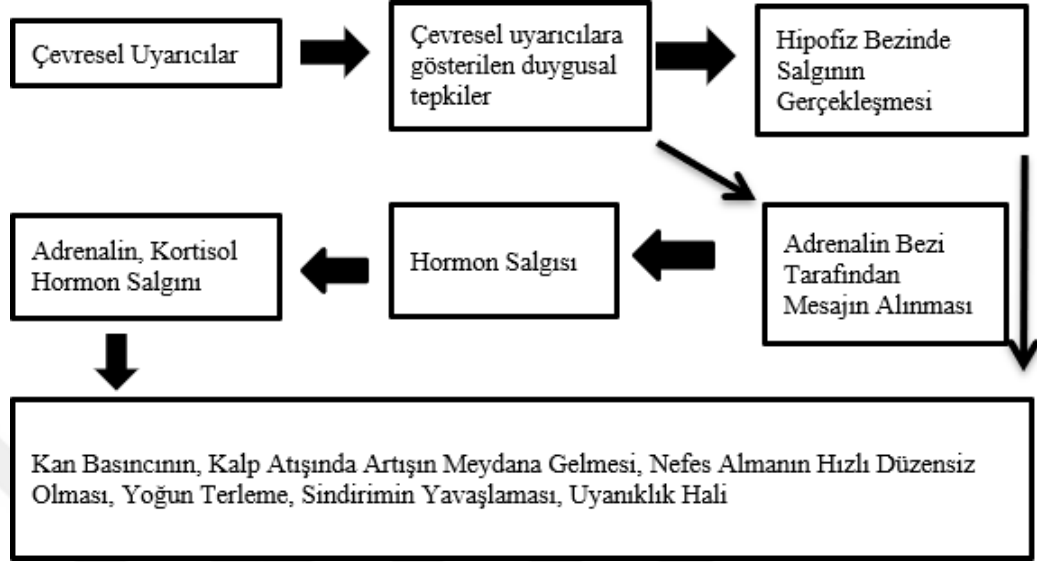 Çevresel Uyarıcılar
Çevresel uyarıcılara
gösterilen duygusal
tepkiler
Hipofiz Bezinde
Salgının
Gerçekleşmesi
Adrenalin, Kortisol
Hormon Salgını
Hormon Salgısı
Adrenalin Bezi
Tarafından
Mesajın Alınması
Kan Basıncının, Kalp Atışında Artışın Meydana Gelmesi, Nefes Almanın Hızlı Düzensiz
Olması, Yoğun Terleme, Sindirimin Yavaşlaması, Uyanıklık Hali